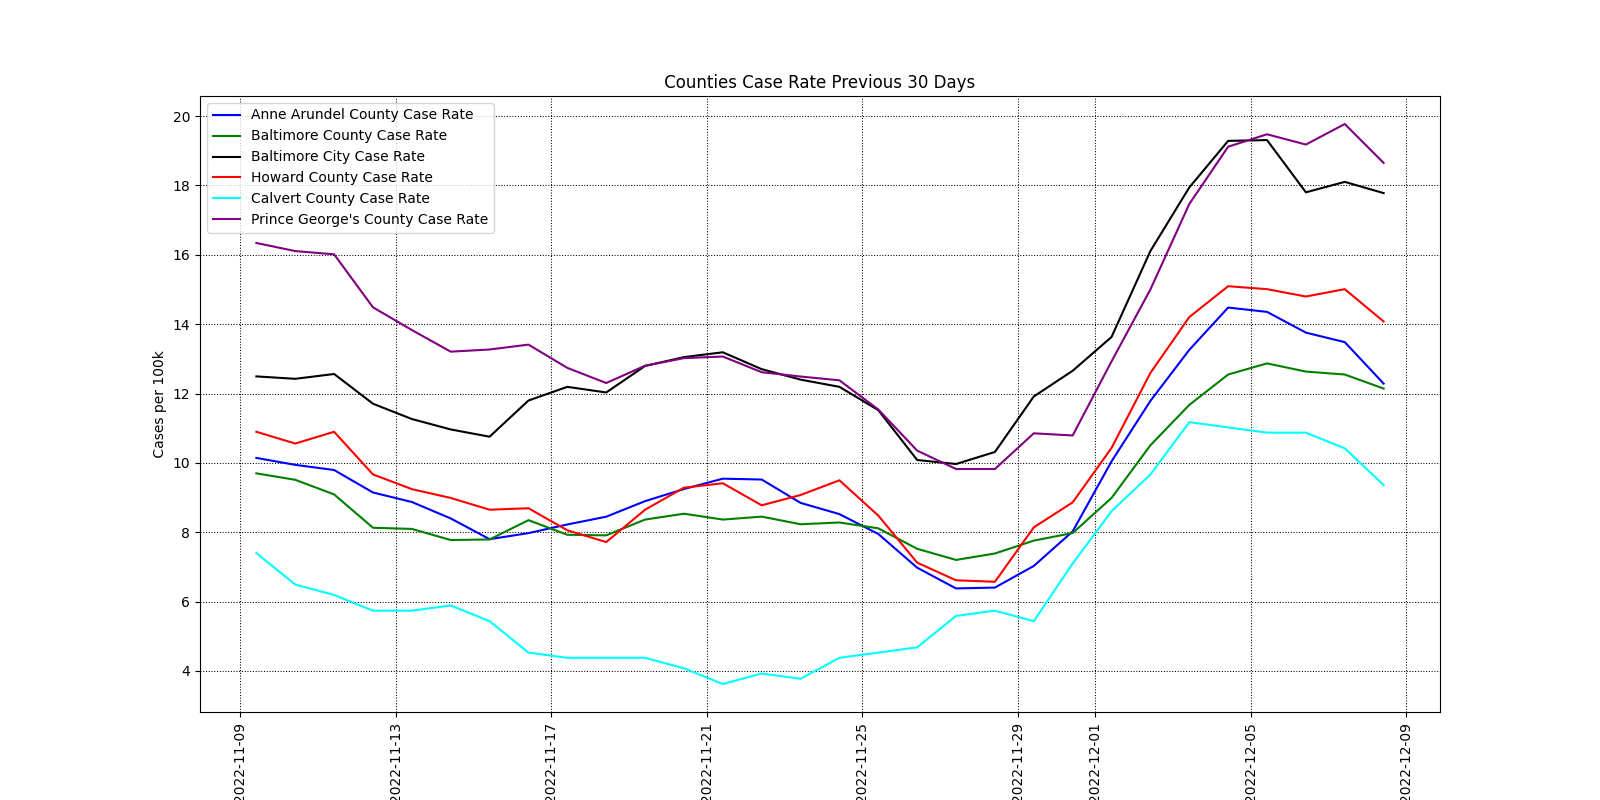 Counties Case Rate Previous 30 Days
Anne Arundel County Case Rate
Baltimore County Case Rate
Baltimore City Case Rate
Howard County Case Rate
Calvert County Case Rate
Prince George's County Case Rate
Cases per 100k
20
18
16
14
12
10
8
6
4
2022-11-09
2022-11-13
2022-11-17
2022-11-21
2022-11-25
2022-11-29
2022-12-01
2022-12-05
2022-12-09